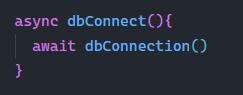 async dbConnect(){
  await dbConnection()
}